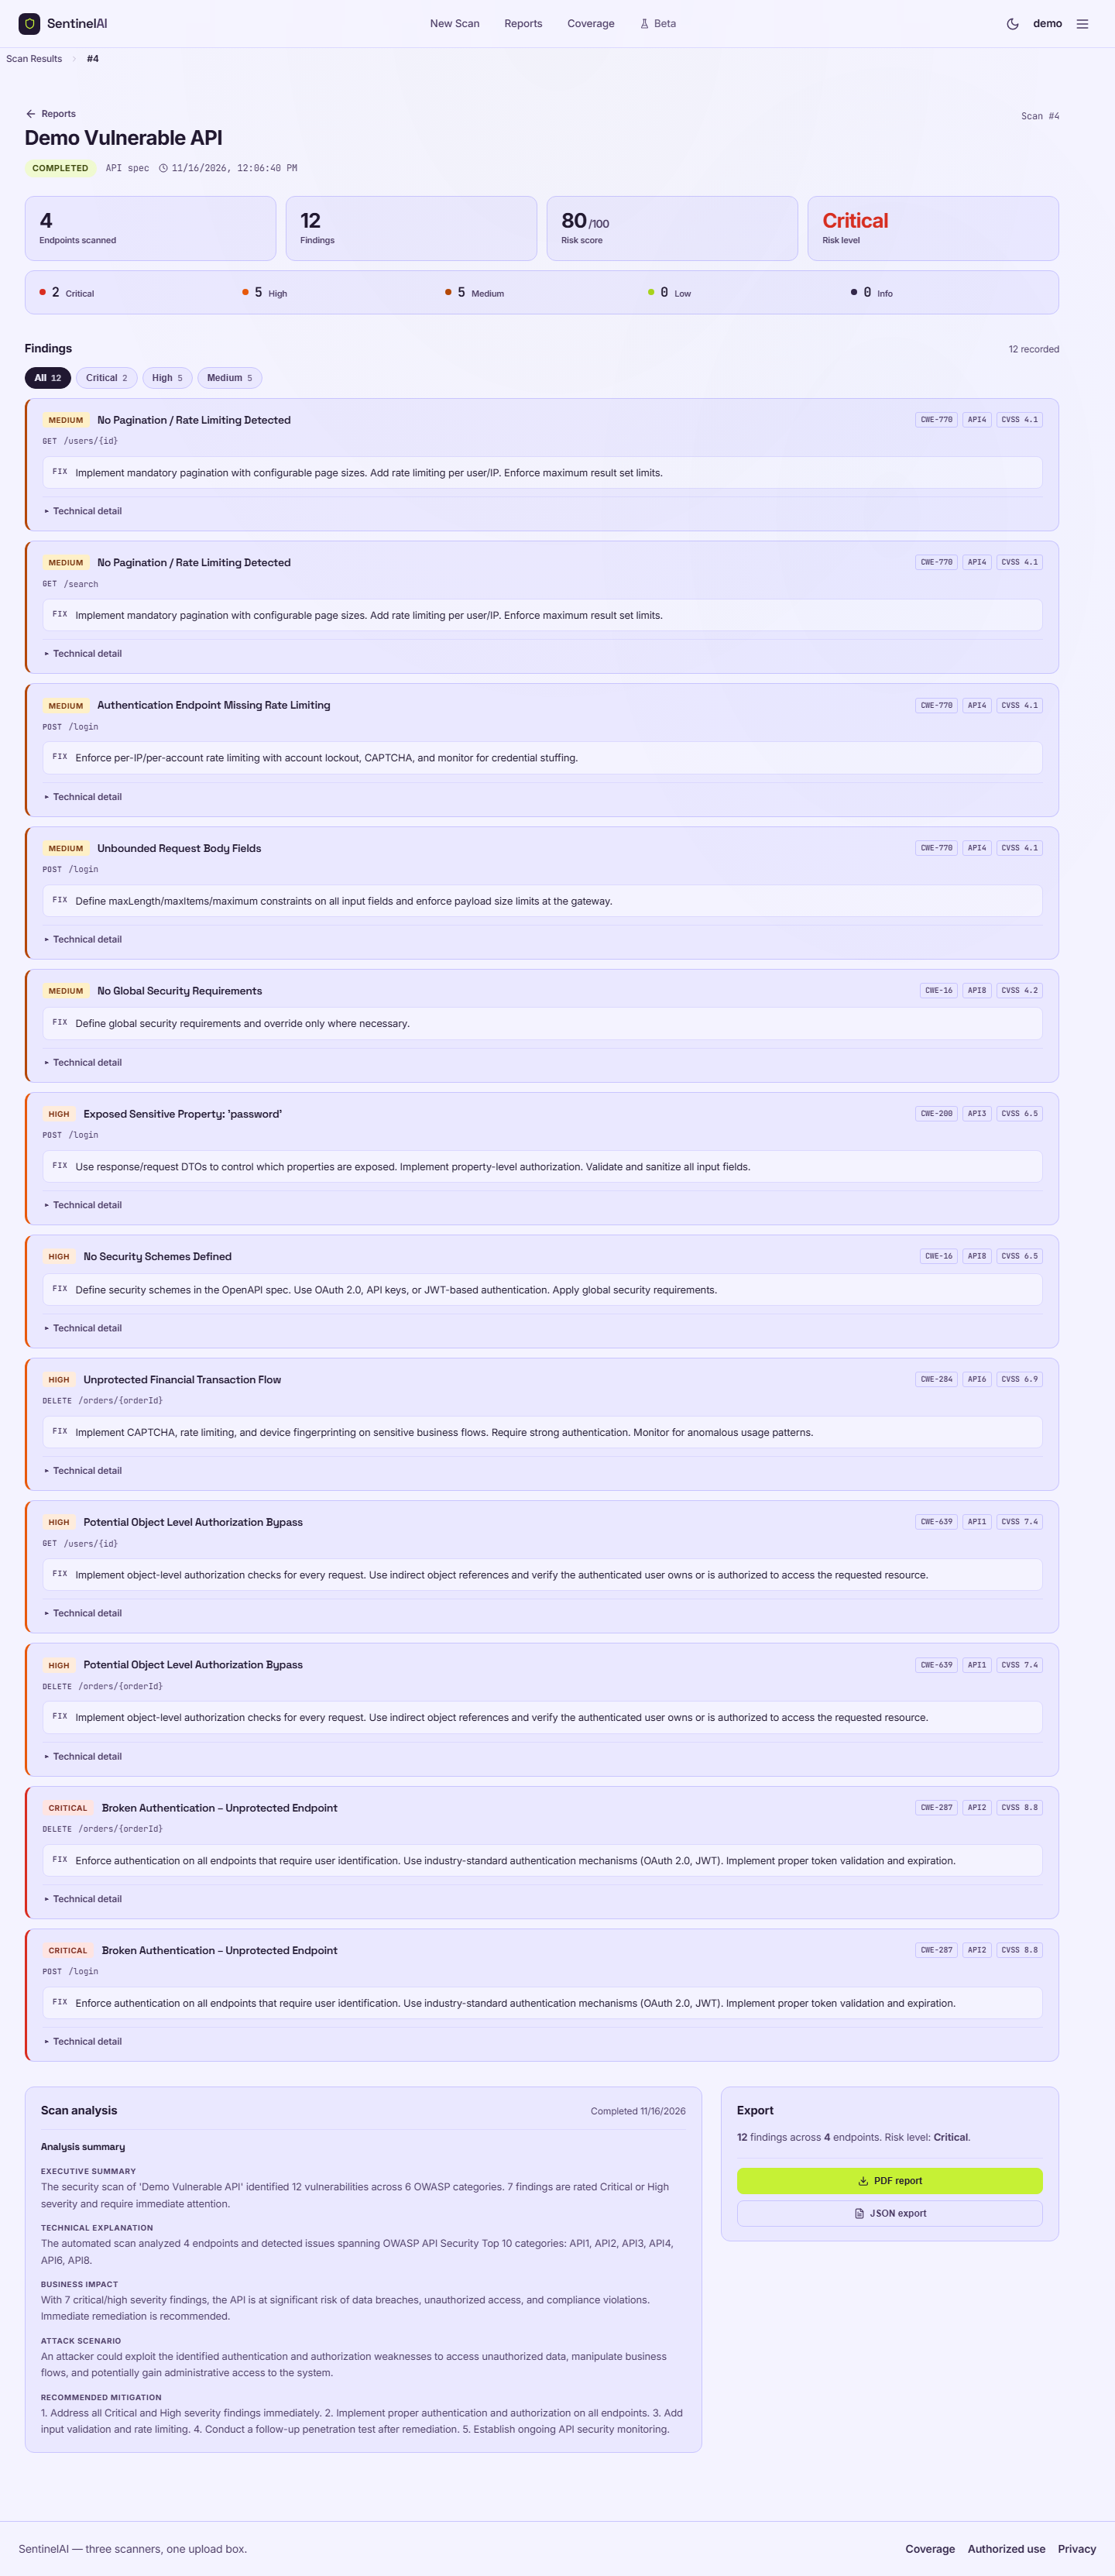 SentinelAI
New Scan Reports Coverage Beta
demo
Scan Results > #4
← Reports
Scan #4
Demo Vulnerable API
COMPLETED API spec 11/16/2026, 12:06:40 PM
4
Endpoints scanned
12
Findings
80/100
Risk score
Critical
Risk level
2 Critical
5 High
5 Medium
0 Low
0 Info
Findings
12 recorded
All 12 Critical 2 High 5 Medium 5
MEDIUM No Pagination / Rate Limiting Detected CWE-770 API4 CVSS 4.1
GET /users/{id}
FIX Implement mandatory pagination with configurable page sizes. Add rate limiting per user/IP. Enforce maximum result set limits.
▸ Technical detail
MEDIUM No Pagination / Rate Limiting Detected CWE-770 API4 CVSS 4.1
GET /search
FIX Implement mandatory pagination with configurable page sizes. Add rate limiting per user/IP. Enforce maximum result set limits.
▸ Technical detail
MEDIUM Authentication Endpoint Missing Rate Limiting CWE-770 API4 CVSS 4.1
POST /login
FIX Enforce per-IP/per-account rate limiting with account lockout, CAPTCHA, and monitor for credential stuffing.
▸ Technical detail
MEDIUM Unbounded Request Body Fields CWE-770 API4 CVSS 4.1
POST /login
FIX Define maxLength/maxItems/maximum constraints on all input fields and enforce payload size limits at the gateway.
▸ Technical detail
MEDIUM No Global Security Requirements CWE-16 API8 CVSS 4.2
FIX Define global security requirements and override only where necessary.
▸ Technical detail
HIGH Exposed Sensitive Property: 'password' CWE-200 API3 CVSS 6.5
POST /login
FIX Use response/request DTOs to control which properties are exposed. Implement property-level authorization. Validate and sanitize all input fields.
▸ Technical detail
HIGH No Security Schemes Defined CWE-16 API8 CVSS 6.5
FIX Define security schemes in the OpenAPI spec. Use OAuth 2.0, API keys, or JWT-based authentication. Apply global security requirements.
▸ Technical detail
HIGH Unprotected Financial Transaction Flow CWE-284 API6 CVSS 6.9
DELETE /orders/{orderId}
FIX Implement CAPTCHA, rate limiting, and device fingerprinting on sensitive business flows. Require strong authentication. Monitor for anomalous usage patterns.
▸ Technical detail
HIGH Potential Object Level Authorization Bypass CWE-639 API1 CVSS 7.4
GET /users/{id}
FIX Implement object-level authorization checks for every request. Use indirect object references and verify the authenticated user owns or is authorized to access the requested resource.
▸ Technical detail
HIGH Potential Object Level Authorization Bypass CWE-639 API1 CVSS 7.4
DELETE /orders/{orderId}
FIX Implement object-level authorization checks for every request. Use indirect object references and verify the authenticated user owns or is authorized to access the requested resource.
▸ Technical detail
CRITICAL Broken Authentication – Unprotected Endpoint CWE-287 API2 CVSS 8.8
DELETE /orders/{orderId}
FIX Enforce authentication on all endpoints that require user identification. Use industry-standard authentication mechanisms (OAuth 2.0, JWT). Implement proper token validation and expiration.
▸ Technical detail
CRITICAL Broken Authentication – Unprotected Endpoint CWE-287 API2 CVSS 8.8
POST /login
FIX Enforce authentication on all endpoints that require user identification. Use industry-standard authentication mechanisms (OAuth 2.0, JWT). Implement proper token validation and expiration.
▸ Technical detail
Scan analysis Completed 11/16/2026
Analysis summary
EXECUTIVE SUMMARY
The security scan of 'Demo Vulnerable API' identified 12 vulnerabilities across 6 OWASP categories. 7 findings are rated Critical or High
severity and require immediate attention.
TECHNICAL EXPLANATION
The automated scan analyzed 4 endpoints and detected issues spanning OWASP API Security Top 10 categories: API1, API2, API3, API4,
API6, API8.
BUSINESS IMPACT
With 7 critical/high severity findings, the API is at significant risk of data breaches, unauthorized access, and compliance violations.
Immediate remediation is recommended.
ATTACK SCENARIO
An attacker could exploit the identified authentication and authorization weaknesses to access unauthorized data, manipulate business
flows, and potentially gain administrative access to the system.
RECOMMENDED MITIGATION
1. Address all Critical and High severity findings immediately. 2. Implement proper authentication and authorization on all endpoints. 3. Add
input validation and rate limiting. 4. Conduct a follow-up penetration test after remediation. 5. Establish ongoing API security monitoring.
Export
12 findings across 4 endpoints. Risk level: Critical.
PDF report
JSON export
SentinelAI — three scanners, one upload box.
Coverage Authorized use Privacy